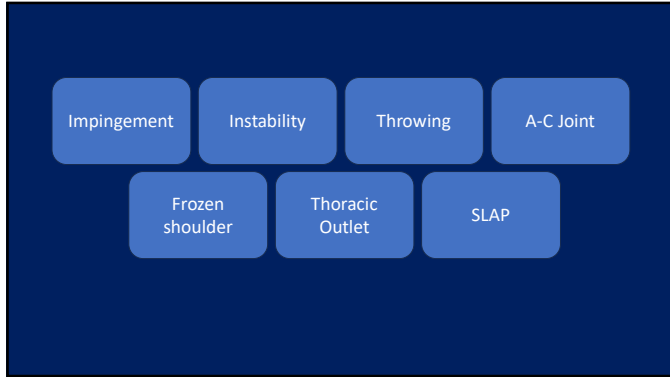 Impingement
Instability
Throwing
A-C Joint
Frozen
shoulder
Thoracic
Outlet
SLAP